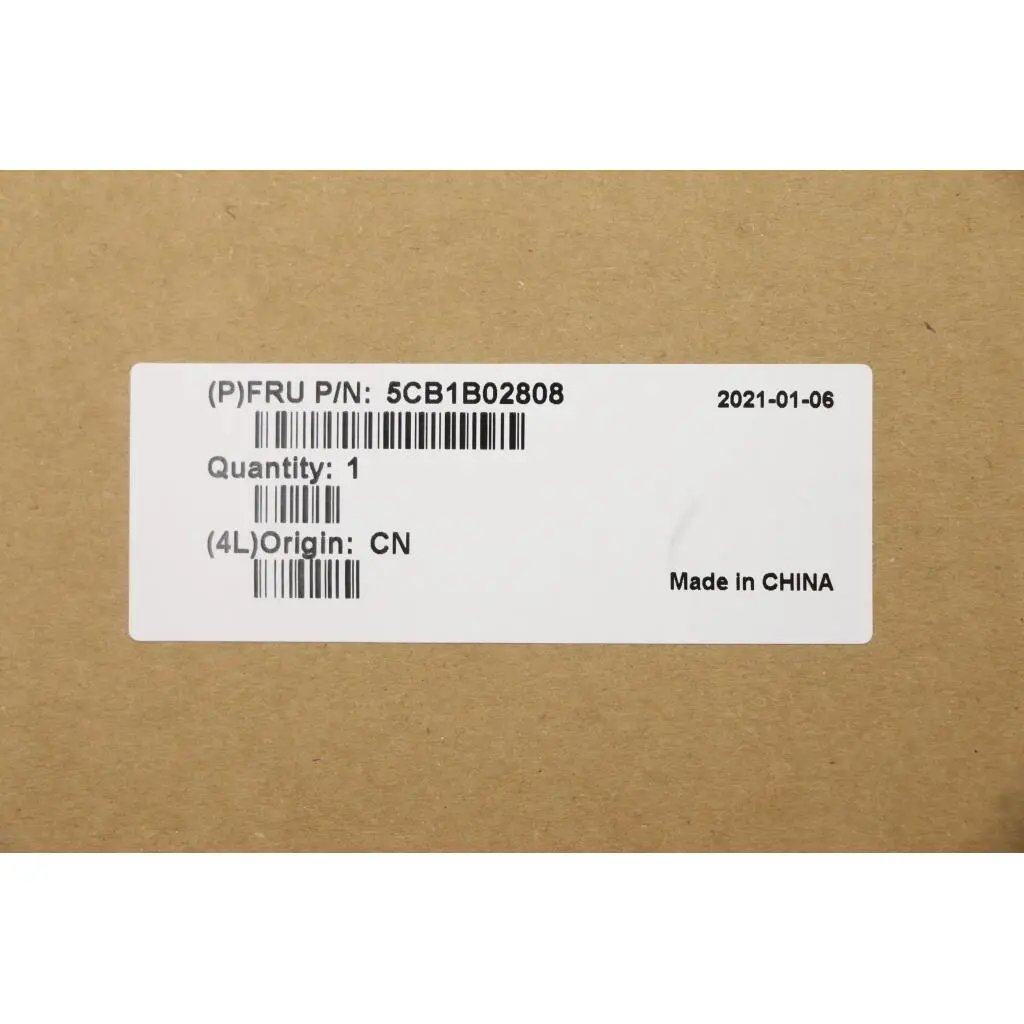 (P)FRU P/N: 5CB1B02808
2021-01-06
Quantity: 1
(4L)Origin: CN
Made in CHINA